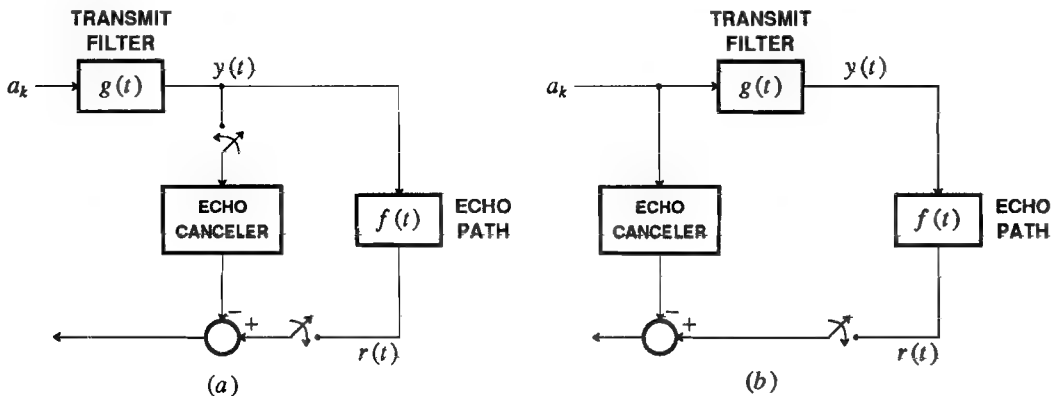 TRANSMIT
FILTER
a_k
g(t)
y(t)
ECHO
CANCELER
f(t)
ECHO
PATH
−
+
r(t)
(a)
TRANSMIT
FILTER
a_k
g(t)
y(t)
ECHO
CANCELER
f(t)
ECHO
PATH
−
+
r(t)
(b)